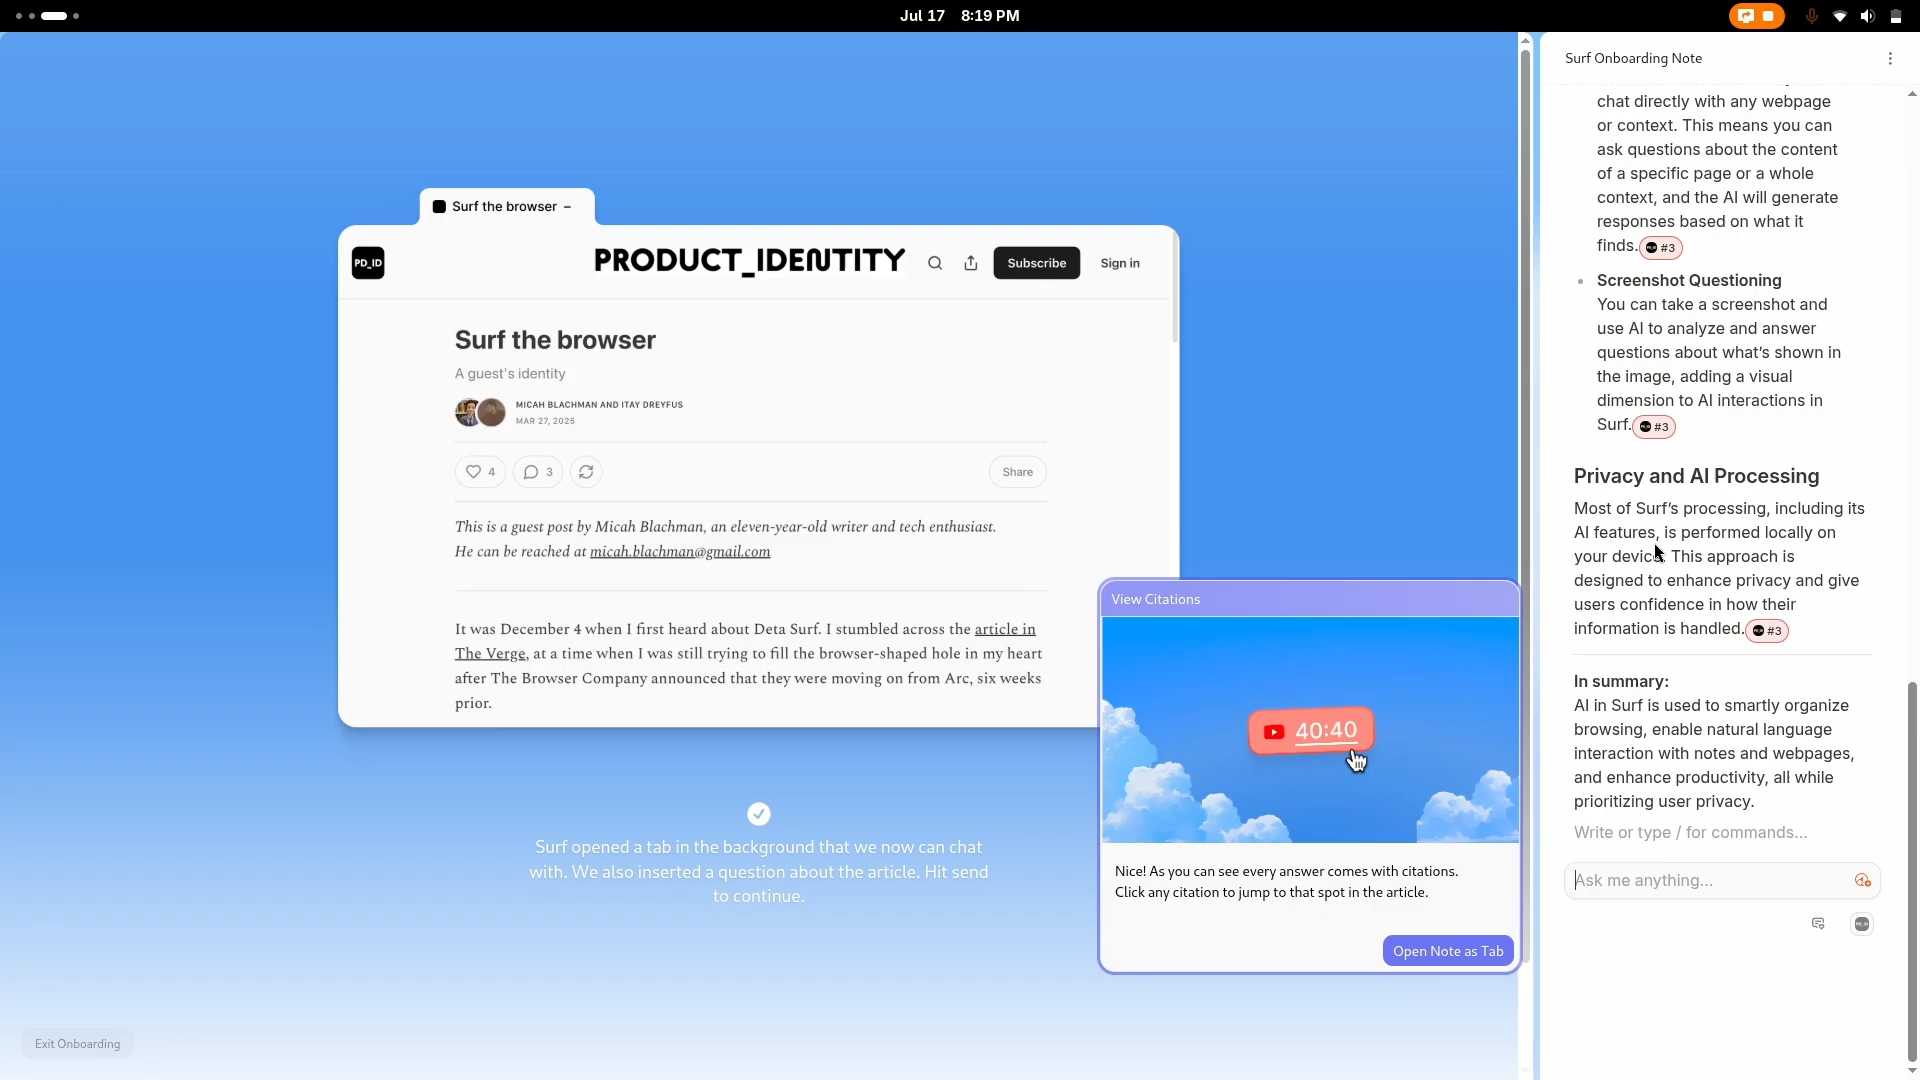 Jul 17 8:19 PM
Surf the browser –
PD_ID
PRODUCT_IDENTITY
Subscribe
Sign in
Surf the browser
A guest's identity
MICAH BLACHMAN AND ITAY DREYFUS
MAR 27, 2025
4
3
Share
This is a guest post by Micah Blachman, an eleven-year-old writer and tech enthusiast.
He can be reached at micah.blachman@gmail.com
It was December 4 when I first heard about Deta Surf. I stumbled across the article in
The Verge, at a time when I was still trying to fill the browser-shaped hole in my heart
after The Browser Company announced that they were moving on from Arc, six weeks
prior.
Surf opened a tab in the background that we now can chat
with. We also inserted a question about the article. Hit send
to continue.
Exit Onboarding
View Citations
40:40
Nice! As you can see every answer comes with citations.
Click any citation to jump to that spot in the article.
Open Note as Tab
Surf Onboarding Note
chat directly with any webpage
or context. This means you can
ask questions about the content
of a specific page or a whole
context, and the AI will generate
responses based on what it
finds. #3
Screenshot Questioning
You can take a screenshot and
use AI to analyze and answer
questions about what's shown in
the image, adding a visual
dimension to AI interactions in
Surf. #3
Privacy and AI Processing
Most of Surf's processing, including its
AI features, is performed locally on
your device. This approach is
designed to enhance privacy and give
users confidence in how their
information is handled. #3
In summary:
AI in Surf is used to smartly organize
browsing, enable natural language
interaction with notes and webpages,
and enhance productivity, all while
prioritizing user privacy.
Write or type / for commands...
Ask me anything...